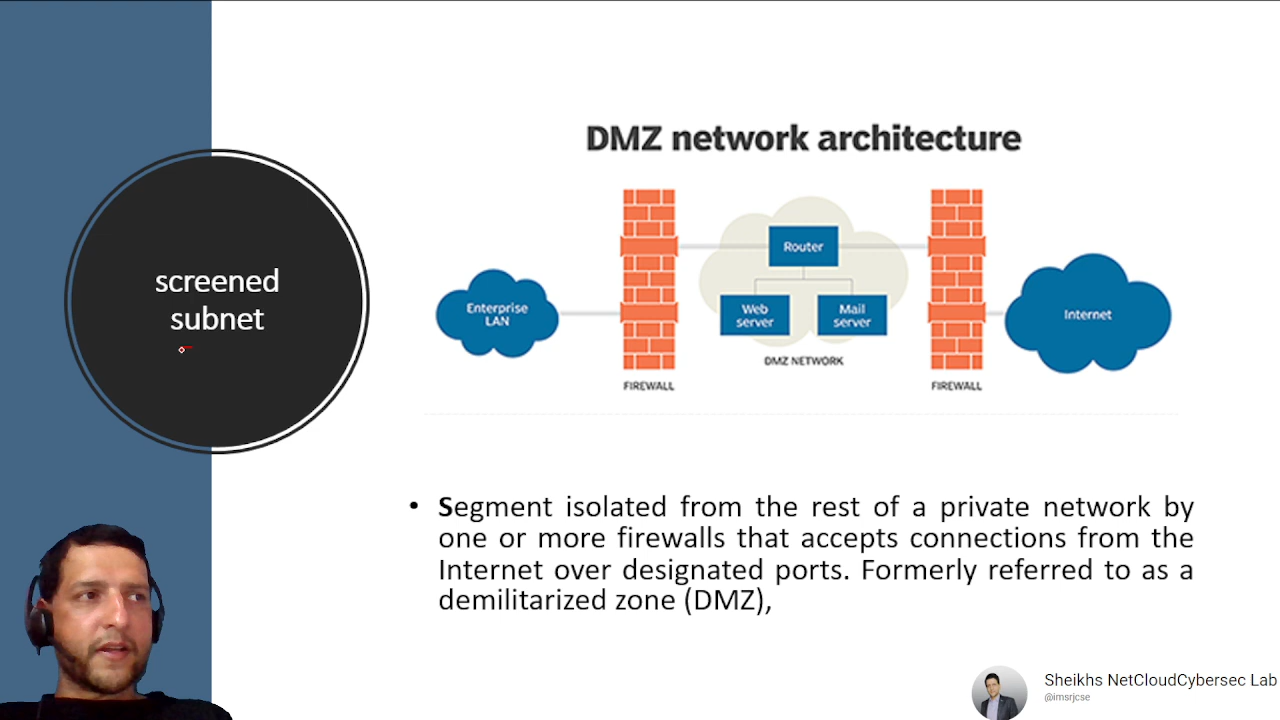 screened
subnet
DMZ network architecture
Router
Enterprise
LAN
Web
server
Mail
server
Internet
DMZ NETWORK
FIREWALL
FIREWALL
• Segment isolated from the rest of a private network by
one or more firewalls that accepts connections from the
Internet over designated ports. Formerly referred to as a
demilitarized zone (DMZ),
Sheikhs NetCloudCybersec Lab
@imsrjcse